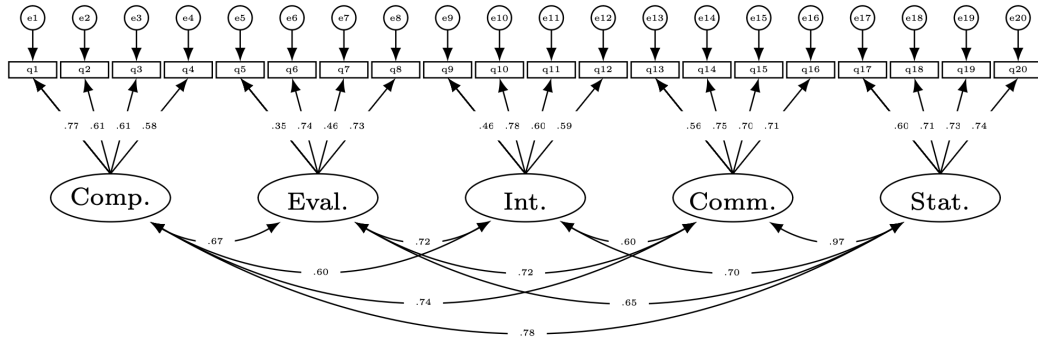 e1 e2 e3 e4 e5 e6 e7 e8 e9 e10 e11 e12 e13 e14 e15 e16 e17 e18 e19 e20
q1 q2 q3 q4 q5 q6 q7 q8 q9 q10 q11 q12 q13 q14 q15 q16 q17 q18 q19 q20
.77 .61 .61 .58 .35 .74 .46 .73 .46 .78 .60 .59 .56 .75 .70 .71 .60 .71 .73 .74
Comp. Eval. Int. Comm. Stat.
.67 .72 .60 .97
.60 .72 .70
.74 .65
.78